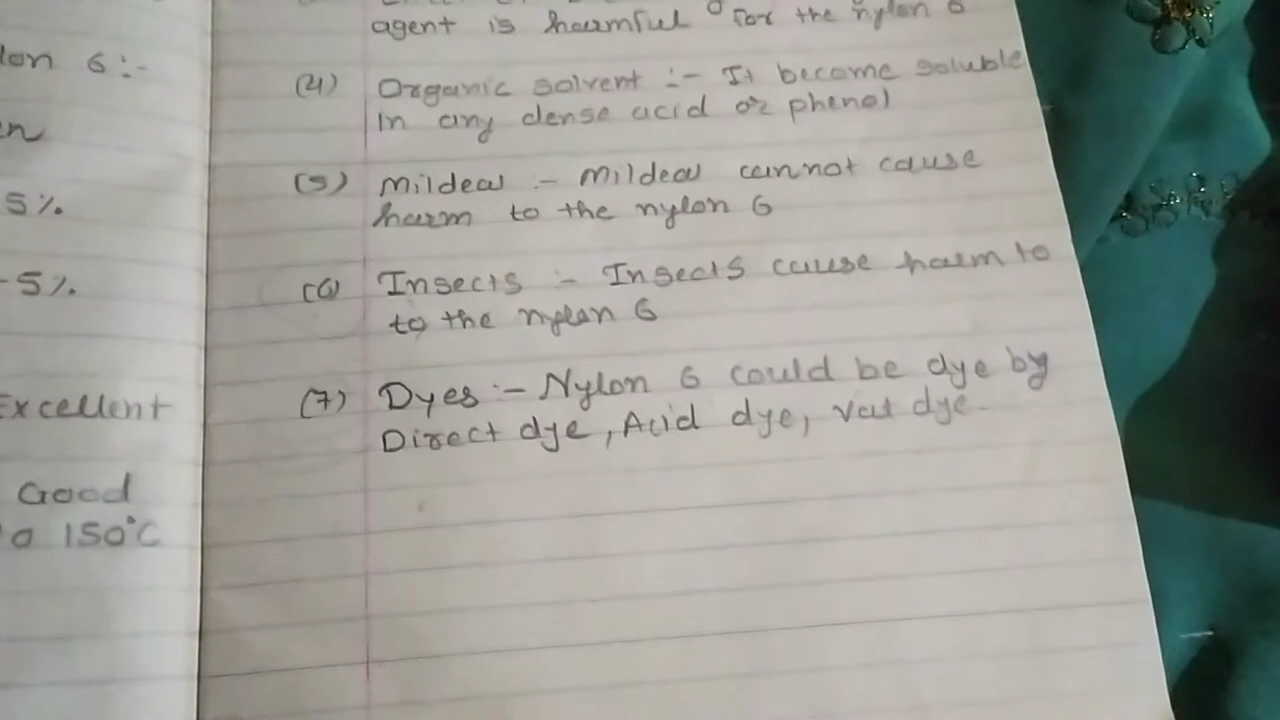 lon 6:-
en
5%.
-5%.
Excellent
Good
o 150°C
agent is harmful for the nylon 6
(4) Organic solvent :- It become soluble
in any dense acid or phenol
(5) Mildew :- Mildew cannot cause
harm to the nylon 6
(6) Insects :- Insects cause harm to
to the nylon 6
(7) Dyes :- Nylon 6 could be dye by
Direct dye, Acid dye, Vat dye.